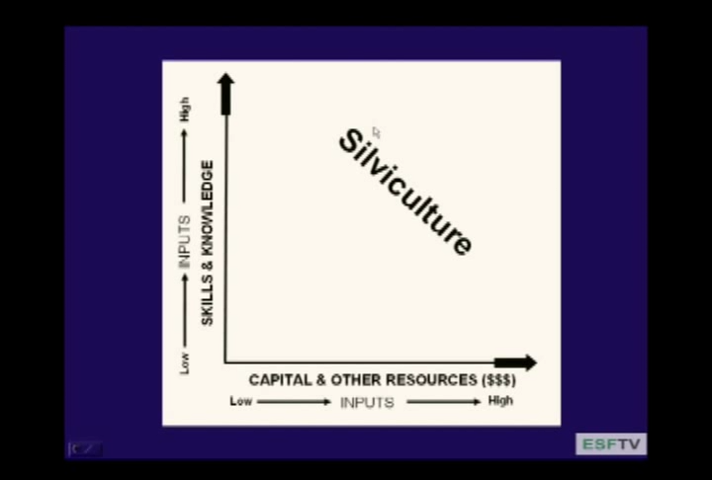 High
INPUTS
Low
SKILLS & KNOWLEDGE
Silviculture
CAPITAL & OTHER RESOURCES ($$$)
Low INPUTS High
ESFTV